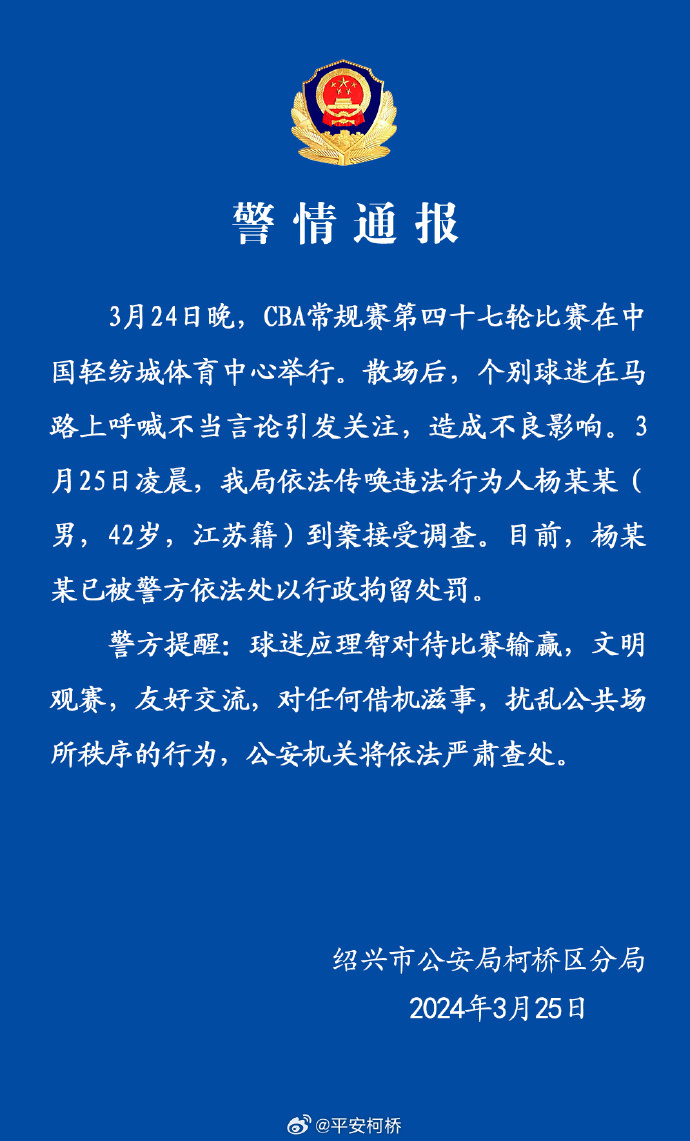 警情通报
3月24日晚，CBA常规赛第四十七轮比赛在中
国轻纺城体育中心举行。散场后，个别球迷在马
路上呼喊不当言论引发关注，造成不良影响。3
月25日凌晨，我局依法传唤违法行为人杨某某（
男，42岁，江苏籍）到案接受调查。目前，杨某
某已被警方依法处以行政拘留处罚。
警方提醒：球迷应理智对待比赛输赢，文明
观赛，友好交流，对任何借机滋事，扰乱公共场
所秩序的行为，公安机关将依法严肃查处。
绍兴市公安局柯桥区分局
2024年3月25日
@平安柯桥